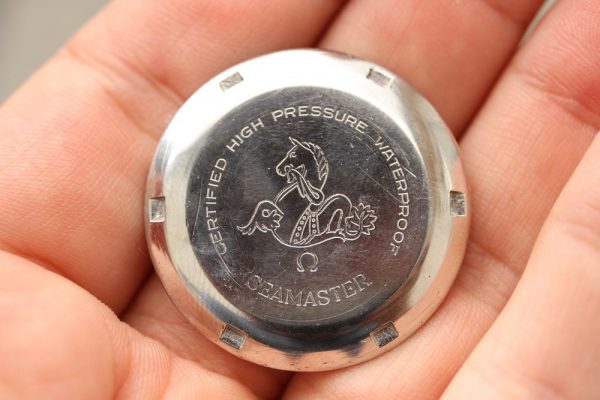 CERTIFIED HIGH PRESSURE WATERPROOF
Ω
SEAMASTER